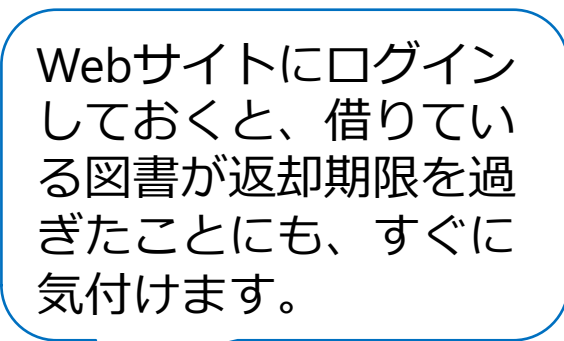 Webサイトにログイン
しておくと、借りてい
る図書が返却期限を過
ぎたことにも、すぐに
気付けます。